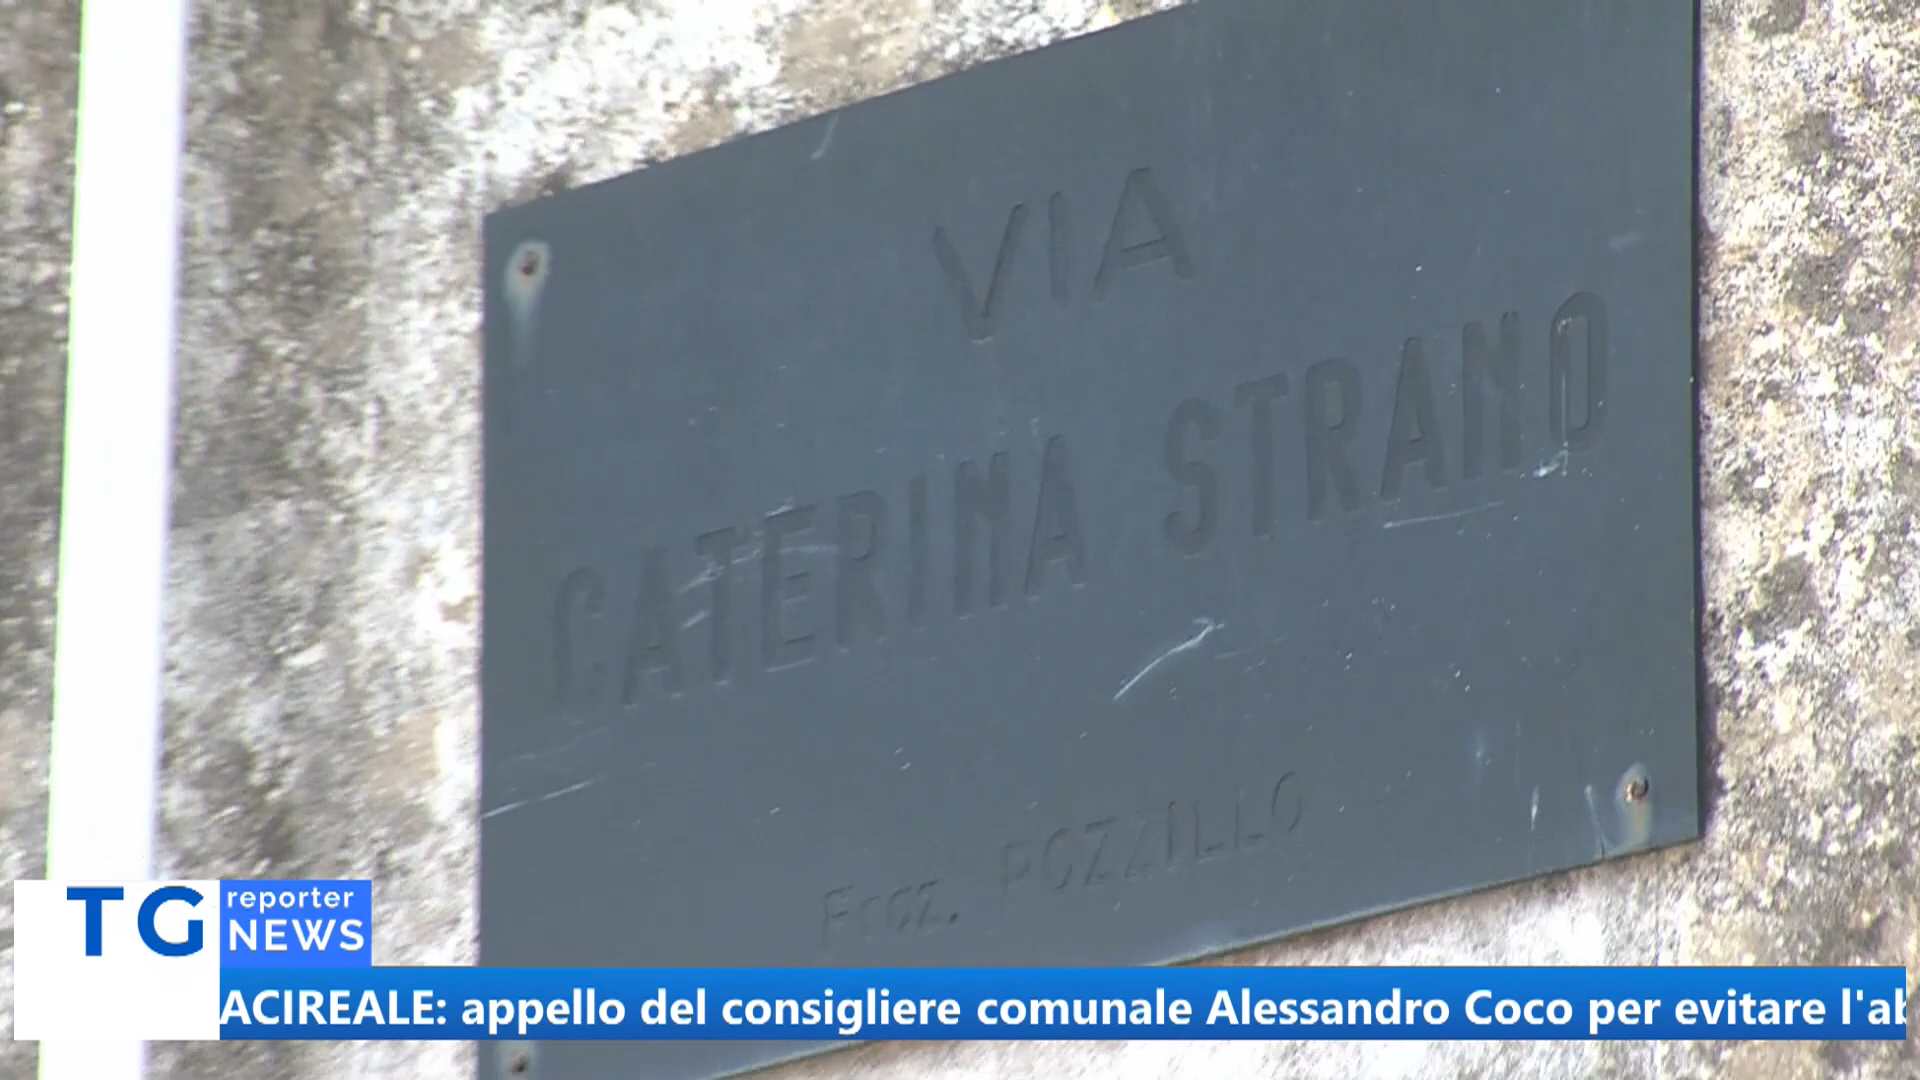 VIA
CATERINA STRANO
Fraz. POZZILLO
TG reporter
NEWS
ACIREALE: appello del consigliere comunale Alessandro Coco per evitare l'ab